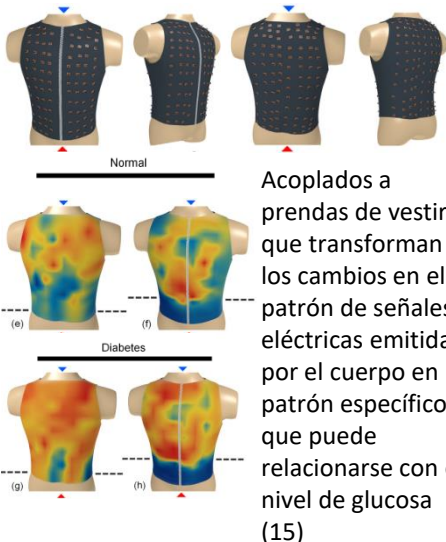 Normal
(e)
(f)
Diabetes
(g)
(h)
Acoplados a
prendas de vestir
que transforman
los cambios en el
patrón de señales
eléctricas emitida
por el cuerpo en
patrón específico
que puede
relacionarse con
nivel de glucosa
(15)